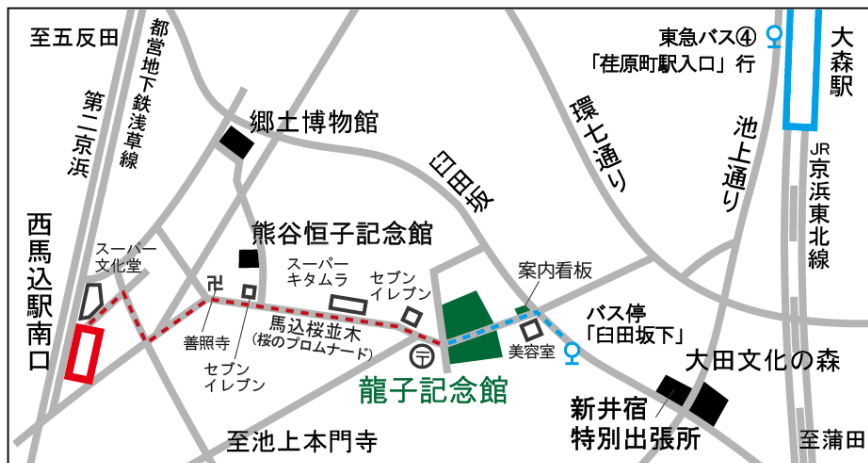 至五反田
都営地下鉄浅草線
第二京浜
東急バス④
「荏原町駅入口」行
大森駅
郷土博物館
臼田坂
環七通り
池上通り
JR京浜東北線
西馬込駅南口
スーパー
文化堂
熊谷恒子記念館
スーパー
キタムラ
セブン
イレブン
案内看板
卍
善照寺
セブン
イレブン
馬込桜並木
(桜のプロムナード)
〒
美容室
バス停
「臼田坂下」
龍子記念館
大田文化の森
新井宿
特別出張所
至池上本門寺
至蒲田